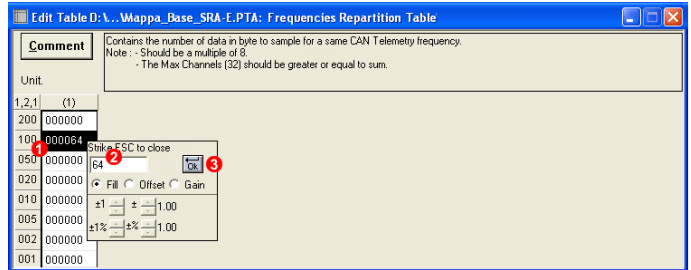 Edit Table D:\...\Mappa_Base_SRA-E.PTA: Frequencies Repartition Table
Comment
Contains the number of data in byte to sample for a same CAN Telemetry frequency.
Note : - Should be a multiple of 8.
- The Max Channels (32) should be greater or equal to sum.
Unit.
1,2,1 (1)
200 000000
100 000064
1
Strike ESC to close
050 000000
64
2
Ok
3
020 000000
Fill Offset Gain
010 000000
±1 ± 1.00
005 000000
±1% ±% 1.00
002 000000
001 000000